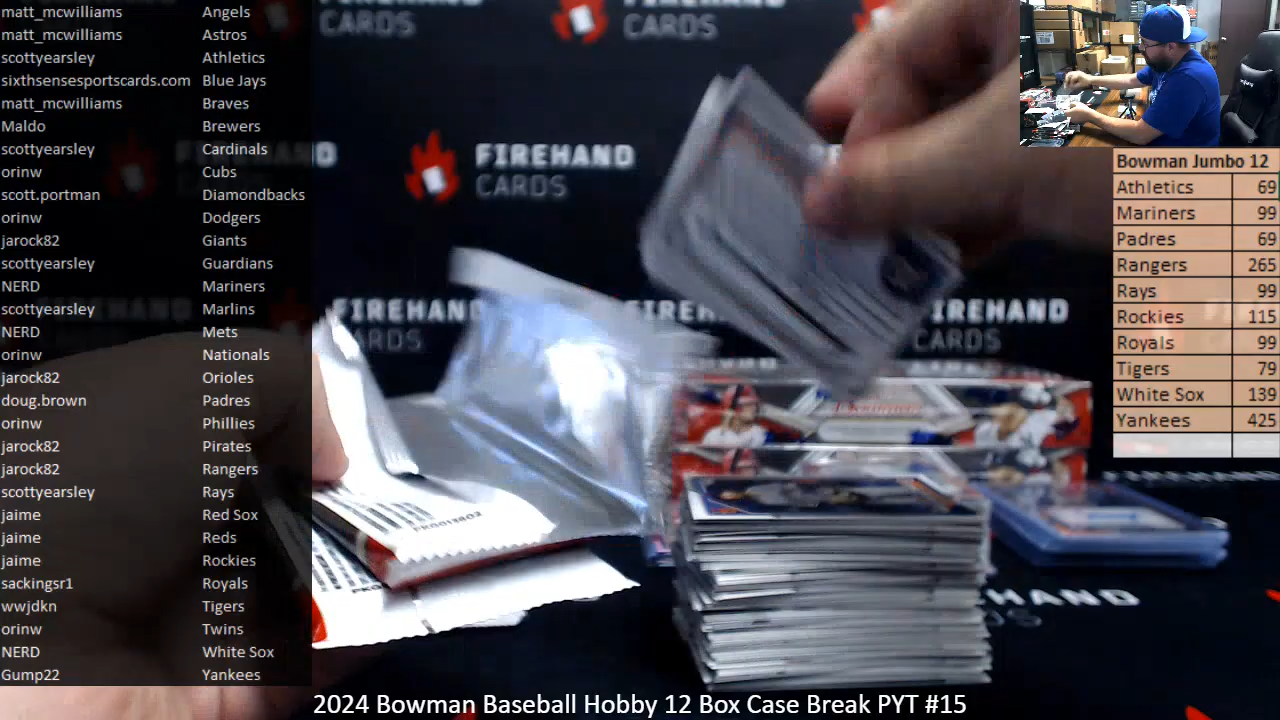 matt_mcwilliams Angels
matt_mcwilliams Astros
scottyearsley Athletics
sixthsensesportscards.com Blue Jays
matt_mcwilliams Braves
Maldo Brewers
scottyearsley Cardinals
orinw Cubs
scott.portman Diamondbacks
orinw Dodgers
jarock82 Giants
scottyearsley Guardians
NERD Mariners
scottyearsley Marlins
NERD Mets
orinw Nationals
jarock82 Orioles
doug.brown Padres
orinw Phillies
jarock82 Pirates
jarock82 Rangers
scottyearsley Rays
jaime Red Sox
jaime Reds
jaime Rockies
sackingsr1 Royals
wwjdkn Tigers
orinw Twins
NERD White Sox
Gump22 Yankees
FIREHAND
CARDS
CARDS
FIREHAND
CARDS
FIREHAND
CARDS
FIREHAND
CARDS
Bowman Jumbo 12
Athletics 69
Mariners 99
Padres 69
Rangers 265
Rays 99
Rockies 115
Royals 99
Tigers 79
White Sox 139
Yankees 425
2024 Bowman Baseball Hobby 12 Box Case Break PYT #15